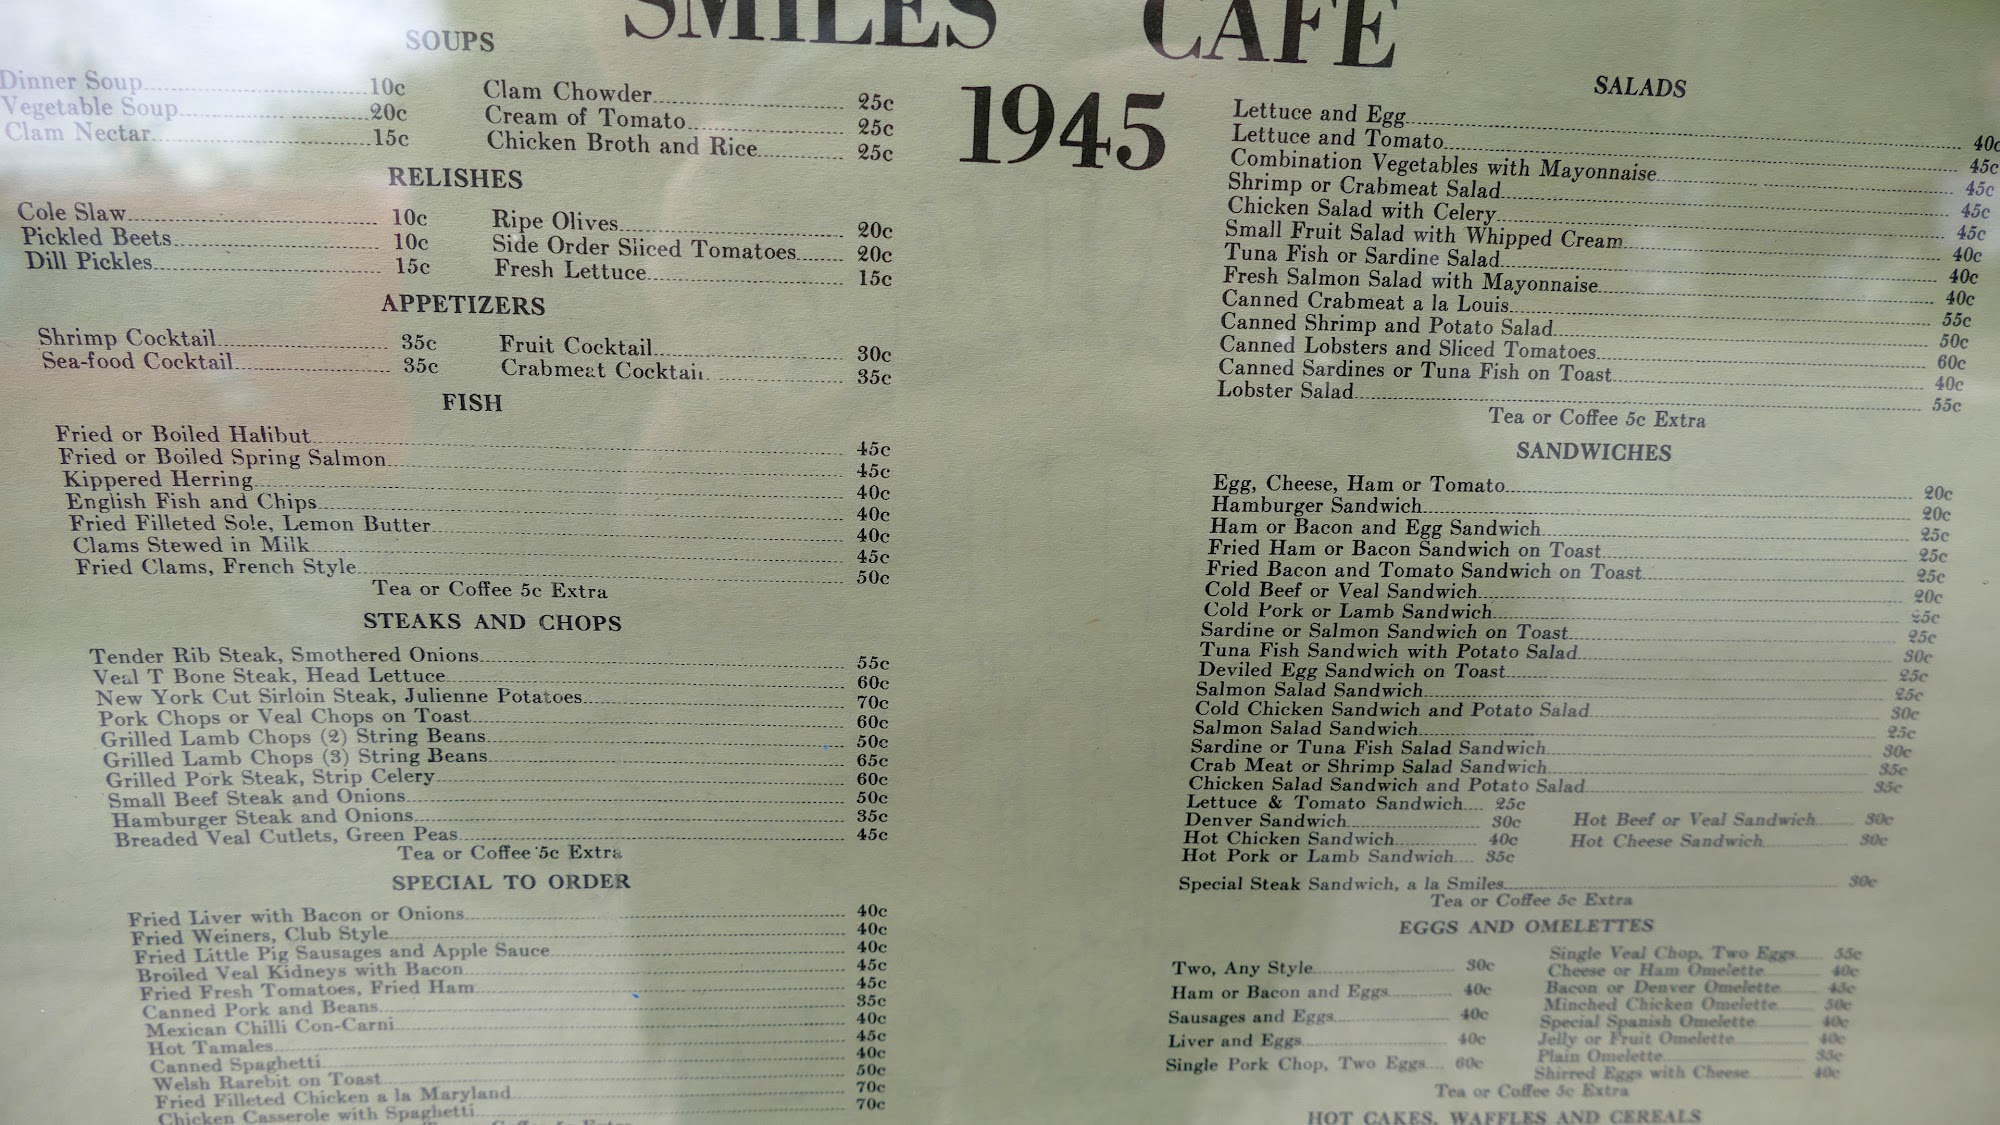 SMILES CAFE
1945
SOUPS
Dinner Soup 10c
Vegetable Soup 20c
Clam Nectar 15c
Clam Chowder 25c
Cream of Tomato 25c
Chicken Broth and Rice 25c
RELISHES
Cole Slaw 10c
Pickled Beets 10c
Dill Pickles 15c
Ripe Olives 20c
Side Order Sliced Tomatoes 20c
Fresh Lettuce 15c
APPETIZERS
Shrimp Cocktail 35c
Sea-food Cocktail 35c
Fruit Cocktail 30c
Crabmeat Cocktail 35c
FISH
Fried or Boiled Halibut 45c
Fried or Boiled Spring Salmon 45c
Kippered Herring 40c
English Fish and Chips 40c
Fried Filleted Sole, Lemon Butter 40c
Clams Stewed in Milk 45c
Fried Clams, French Style 50c
Tea or Coffee 5c Extra
STEAKS AND CHOPS
Tender Rib Steak, Smothered Onions 55c
Veal T Bone Steak, Head Lettuce 60c
New York Cut Sirloin Steak, Julienne Potatoes 70c
Pork Chops or Veal Chops on Toast 60c
Grilled Lamb Chops (2) String Beans 50c
Grilled Lamb Chops (3) String Beans 65c
Grilled Pork Steak, Strip Celery 60c
Small Beef Steak and Onions 50c
Hamburger Steak and Onions 35c
Breaded Veal Cutlets, Green Peas 45c
Tea or Coffee 5c Extra
SPECIAL TO ORDER
Fried Liver with Bacon or Onions 40c
Fried Weiners, Club Style 40c
Fried Little Pig Sausages and Apple Sauce 40c
Broiled Veal Kidneys with Bacon 45c
Fried Fresh Tomatoes, Fried Ham 45c
Canned Pork and Beans 35c
Mexican Chilli Con-Carni 40c
Hot Tamales 45c
Canned Spaghetti 40c
Welsh Rarebit on Toast 50c
Fried Filleted Chicken a la Maryland 70c
Chicken Casserole with Spaghetti 70c
SALADS
Lettuce and Egg 40c
Lettuce and Tomato 45c
Combination Vegetables with Mayonnaise 45c
Shrimp or Crabmeat Salad 45c
Chicken Salad with Celery 45c
Small Fruit Salad with Whipped Cream 40c
Tuna Fish or Sardine Salad 40c
Fresh Salmon Salad with Mayonnaise 40c
Canned Crabmeat a la Louis 55c
Canned Shrimp and Potato Salad 50c
Canned Lobsters and Sliced Tomatoes 60c
Canned Sardines or Tuna Fish on Toast 40c
Lobster Salad 55c
Tea or Coffee 5c Extra
SANDWICHES
Egg, Cheese, Ham or Tomato 20c
Hamburger Sandwich 20c
Ham or Bacon and Egg Sandwich 25c
Fried Ham or Bacon Sandwich on Toast 25c
Fried Bacon and Tomato Sandwich on Toast 25c
Cold Beef or Veal Sandwich 20c
Cold Pork or Lamb Sandwich 25c
Sardine or Salmon Sandwich on Toast 25c
Tuna Fish Sandwich with Potato Salad 30c
Deviled Egg Sandwich on Toast 25c
Salmon Salad Sandwich 25c
Cold Chicken Sandwich and Potato Salad 30c
Salmon Salad Sandwich 25c
Sardine or Tuna Fish Salad Sandwich 30c
Crab Meat or Shrimp Salad Sandwich 35c
Chicken Salad Sandwich and Potato Salad 35c
Lettuce & Tomato Sandwich 25c
Denver Sandwich 30c
Hot Chicken Sandwich 40c
Hot Pork or Lamb Sandwich 35c
Hot Beef or Veal Sandwich 30c
Hot Cheese Sandwich 30c
Special Steak Sandwich, a la Smiles 30c
Tea or Coffee 5c Extra
EGGS AND OMELETTES
Two, Any Style 30c
Ham or Bacon and Eggs 40c
Sausages and Eggs 40c
Liver and Eggs 40c
Single Pork Chop, Two Eggs 60c
Single Veal Chop, Two Eggs 55c
Cheese or Ham Omelette 40c
Bacon or Denver Omelette 45c
Minched Chicken Omelette 50c
Special Spanish Omelette 40c
Jelly or Fruit Omelette 40c
Plain Omelette 35c
Shirred Eggs with Cheese 40c
Tea or Coffee 5c Extra
HOT CAKES, WAFFLES AND CEREALS